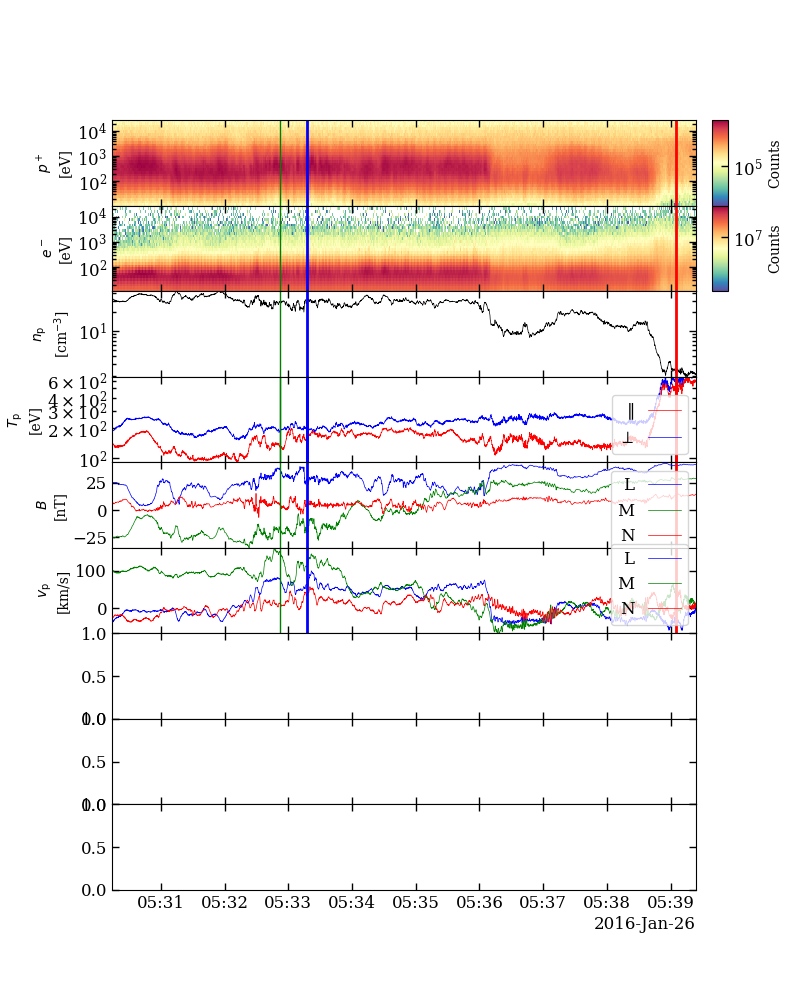 10⁴
10³
10²
p⁺
[eV]
10⁵
Counts
10⁴
10³
10²
e⁻
[eV]
10⁷
Counts
10¹
nₚ
[cm⁻³]
6 × 10²
4 × 10²
3 × 10²
2 × 10²
10²
Tₚ
[eV]
∥
⊥
25
0
−25
B
[nT]
L
M
N
100
0
vₚ
[km/s]
L
M
N
1.0
0.5
0.0
1.0
0.5
0.0
1.0
0.5
0.0
05:31 05:32 05:33 05:34 05:35 05:36 05:37 05:38 05:39
2016-Jan-26